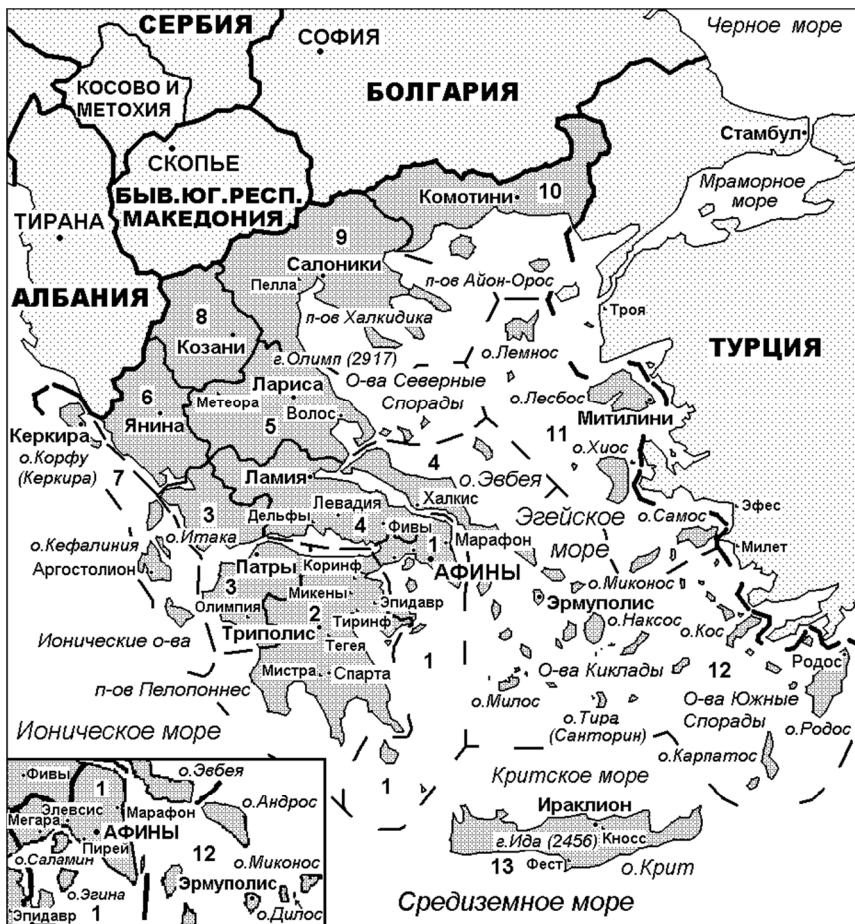 СЕРБИЯ
СОФИЯ
Черное море
КОСОВО И
МЕТОХИЯ
БОЛГАРИЯ
Стамбул
СКОПЬЕ
БЫВ.ЮГ.РЕСП.
МАКЕДОНИЯ
Мраморное
море
Комотини
10
ТИРАНА
9
Салоники
Пелла
п-ов Айон-Орос
АЛБАНИЯ
8
п-ов Халкидика
Троя
Козани
г.Олимп (2917)
о.Лемнос
ТУРЦИЯ
Лариса
О-ва Северные
Спорады
6
Метеора
о.Лесбос
Янина
5
Волос
Митилини
Керкира
11
о.Корфу
(Керкира)
7
Ламия
4
о.Эвбея
о.Хиос
3
Левадия
Халкис
Дельфы
4
Фивы
Эгейское
море
о.Самос
Эфес
о.Итака
1
Марафон
о.Кефалиния
Аргостолион
Патры
Коринф
АФИНЫ
Милет
3
Микены
о.Миконос
Олимпия
2
Эпидавр
Эрмуполис
Ионические о-ва
Триполис
Тиринф
о.Наксос
о.Кос
Тегея
1
О-ва Киклады
12
Родос
Мистра
Спарта
п-ов Пелопоннес
о.Милос
О-ва Южные
Спорады
о.Тира
(Санторин)
о.Родос
Ионическое море
о.Карпатос
1
Критское море
Ираклион
г.Ида (2456)
Кносс
13
Фест
о.Крит
Средиземное море
Фивы
1
о.Эвбея
Элевсис
Марафон
о.Андрос
Мегара
АФИНЫ
Пирей
12
о.Саламин
о.Миконос
о.Эгина
Эрмуполис
Эпидавр
1
о.Дилос